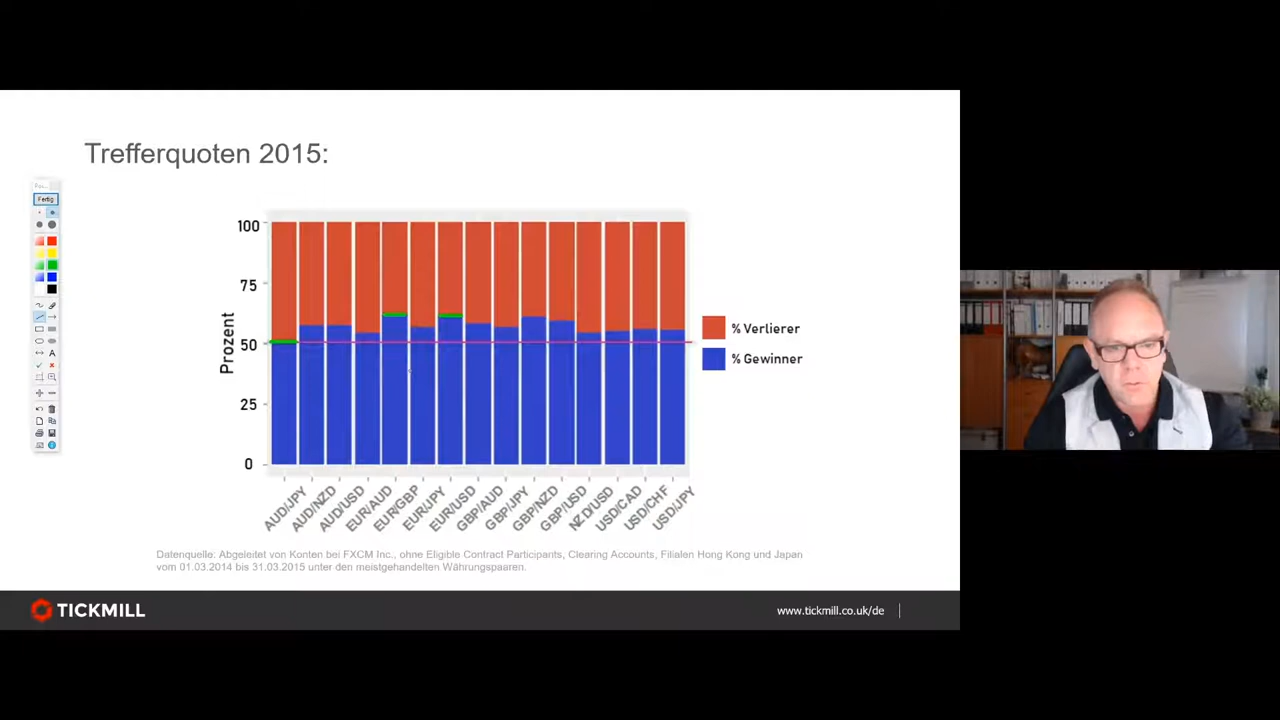 Trefferquoten 2015:
Fertig
100
75
50
25
0
Prozent
% Verlierer
% Gewinner
AUD/JPY
AUD/NZD
AUD/USD
EUR/AUD
EUR/GBP
EUR/JPY
EUR/USD
GBP/AUD
GBP/JPY
GBP/NZD
GBP/USD
NZD/USD
USD/CAD
USD/CHF
USD/JPY
Datenquelle: Abgeleitet von Konten bei FXCM Inc., ohne Eligible Contract Participants, Clearing Accounts, Filialen Hong Kong und Japan
vom 01.03.2014 bis 31.03.2015 unter den meistgehandelten Währungspaaren.
TICKMILL
www.tickmill.co.uk/de